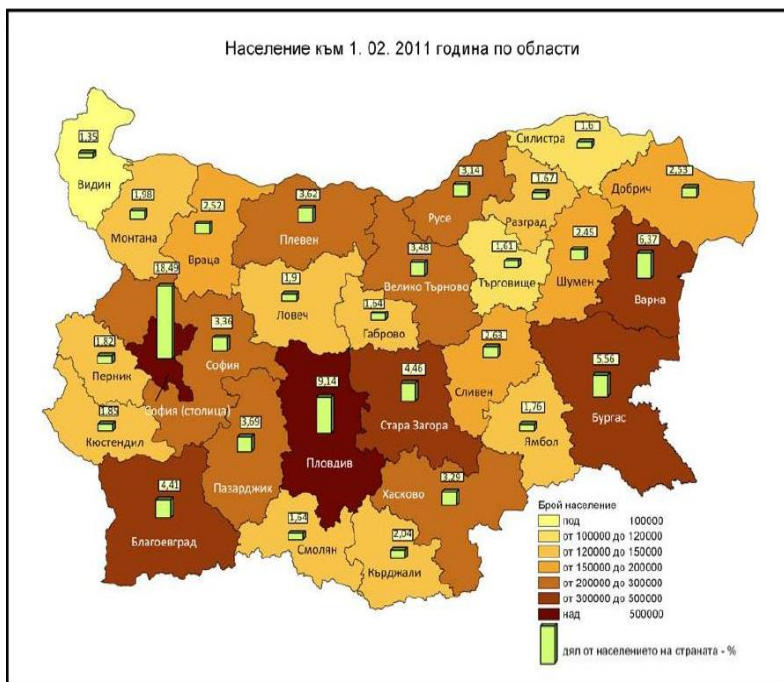 Население към 1. 02. 2011 година по области
1,35
Видин
1,98
Монтана
2,52
Враца
3,62
Плевен
3,14
Русе
1,6
Силистра
1,67
Разград
2,53
Добрич
3,48
Велико Търново
1,61
Търговище
2,45
Шумен
6,37
Варна
18,49
София (столица)
3,36
София
1,9
Ловеч
1,64
Габрово
1,82
Перник
1,85
Кюстендил
3,69
Пазарджик
9,14
Пловдив
4,46
Стара Загора
2,63
Сливен
1,76
Ямбол
5,56
Бургас
4,41
Благоевград
1,64
Смолян
2,04
Кърджали
3,29
Хасково
Брой население
под 100000
от 100000 до 120000
от 120000 до 150000
от 150000 до 200000
от 200000 до 300000
от 300000 до 500000
над 500000
дял от населението на страната - %